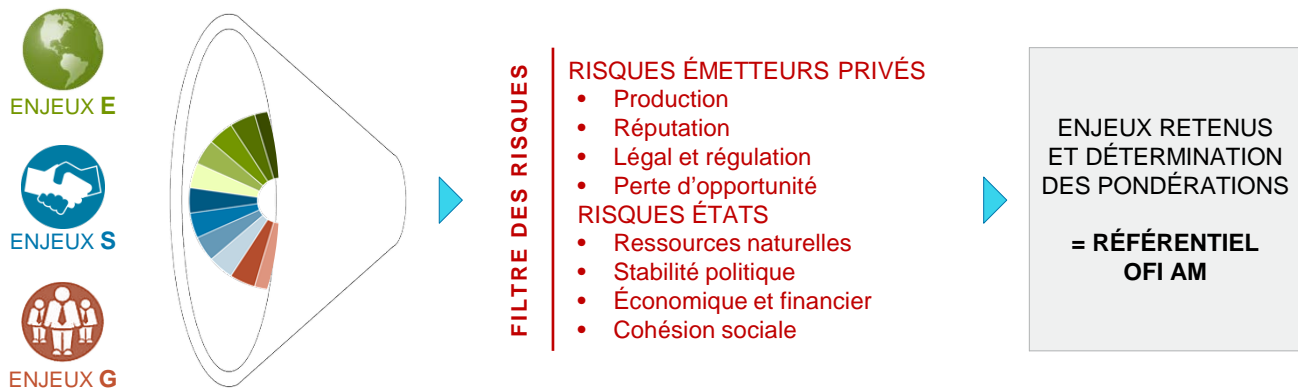 ENJEUX E
ENJEUX S
ENJEUX G
FILTRE DES RISQUES
RISQUES ÉMETTEURS PRIVÉS
• Production
• Réputation
• Légal et régulation
• Perte d'opportunité
RISQUES ÉTATS
• Ressources naturelles
• Stabilité politique
• Économique et financier
• Cohésion sociale
ENJEUX RETENUS
ET DÉTERMINATION
DES PONDÉRATIONS
= RÉFÉRENTIEL
OFI AM